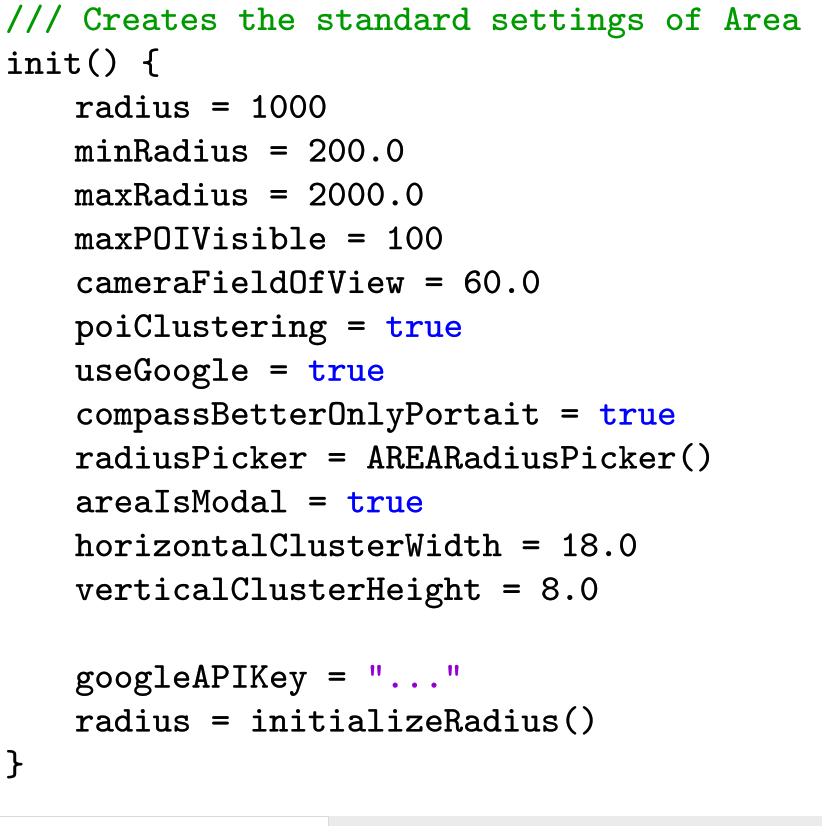 /// Creates the standard settings of Area
init() {
    radius = 1000
    minRadius = 200.0
    maxRadius = 2000.0
    maxPOIVisible = 100
    cameraFieldOfView = 60.0
    poiClustering = true
    useGoogle = true
    compassBetterOnlyPortait = true
    radiusPicker = AREARadiusPicker()
    areaIsModal = true
    horizontalClusterWidth = 18.0
    verticalClusterHeight = 8.0

    googleAPIKey = "..."
    radius = initializeRadius()
}